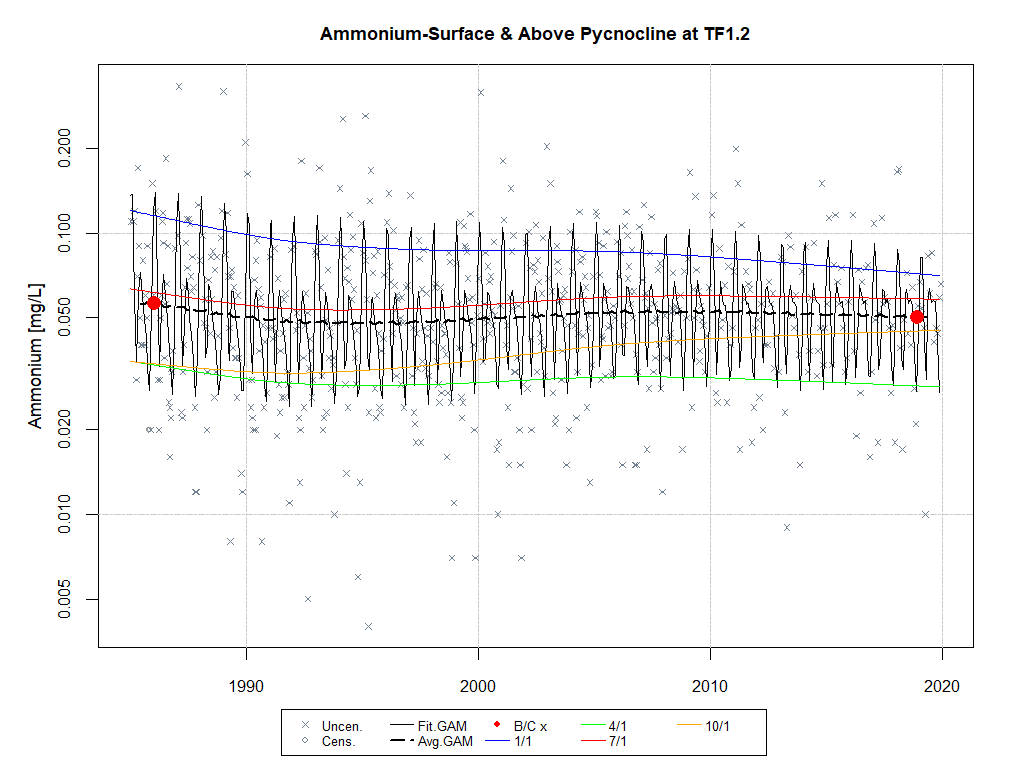 Ammonium-Surface & Above Pycnocline at TF1.2
Ammonium [mg/L]
0.200
0.100
0.050
0.020
0.010
0.005
1990 2000 2010 2020
Uncen. Fit.GAM B/C x 4/1 10/1
Cens. Avg.GAM 1/1 7/1